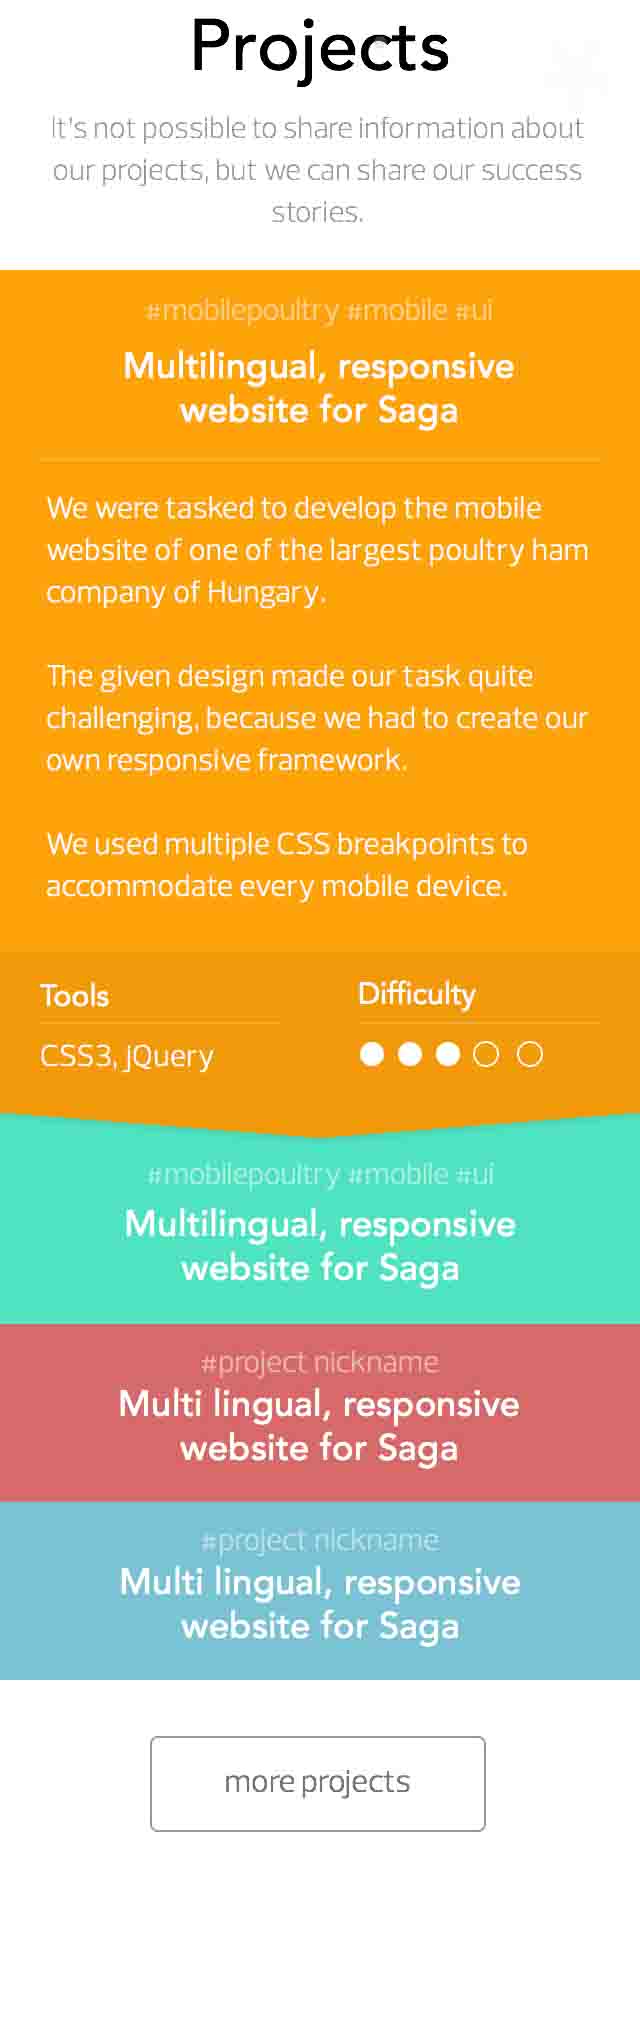 Projects
It's not possible to share information about
our projects, but we can share our success
stories.
#mobilepoultry #mobile #ui
Multilingual, responsive
website for Saga
We were tasked to develop the mobile
website of one of the largest poultry ham
company of Hungary.
The given design made our task quite
challenging, because we had to create our
own responsive framework.
We used multiple CSS breakpoints to
accommodate every mobile device.
Tools
Difficulty
CSS3, jQuery
#mobilepoultry #mobile #ui
Multilingual, responsive
website for Saga
#project nickname
Multi lingual, responsive
website for Saga
#project nickname
Multi lingual, responsive
website for Saga
more projects